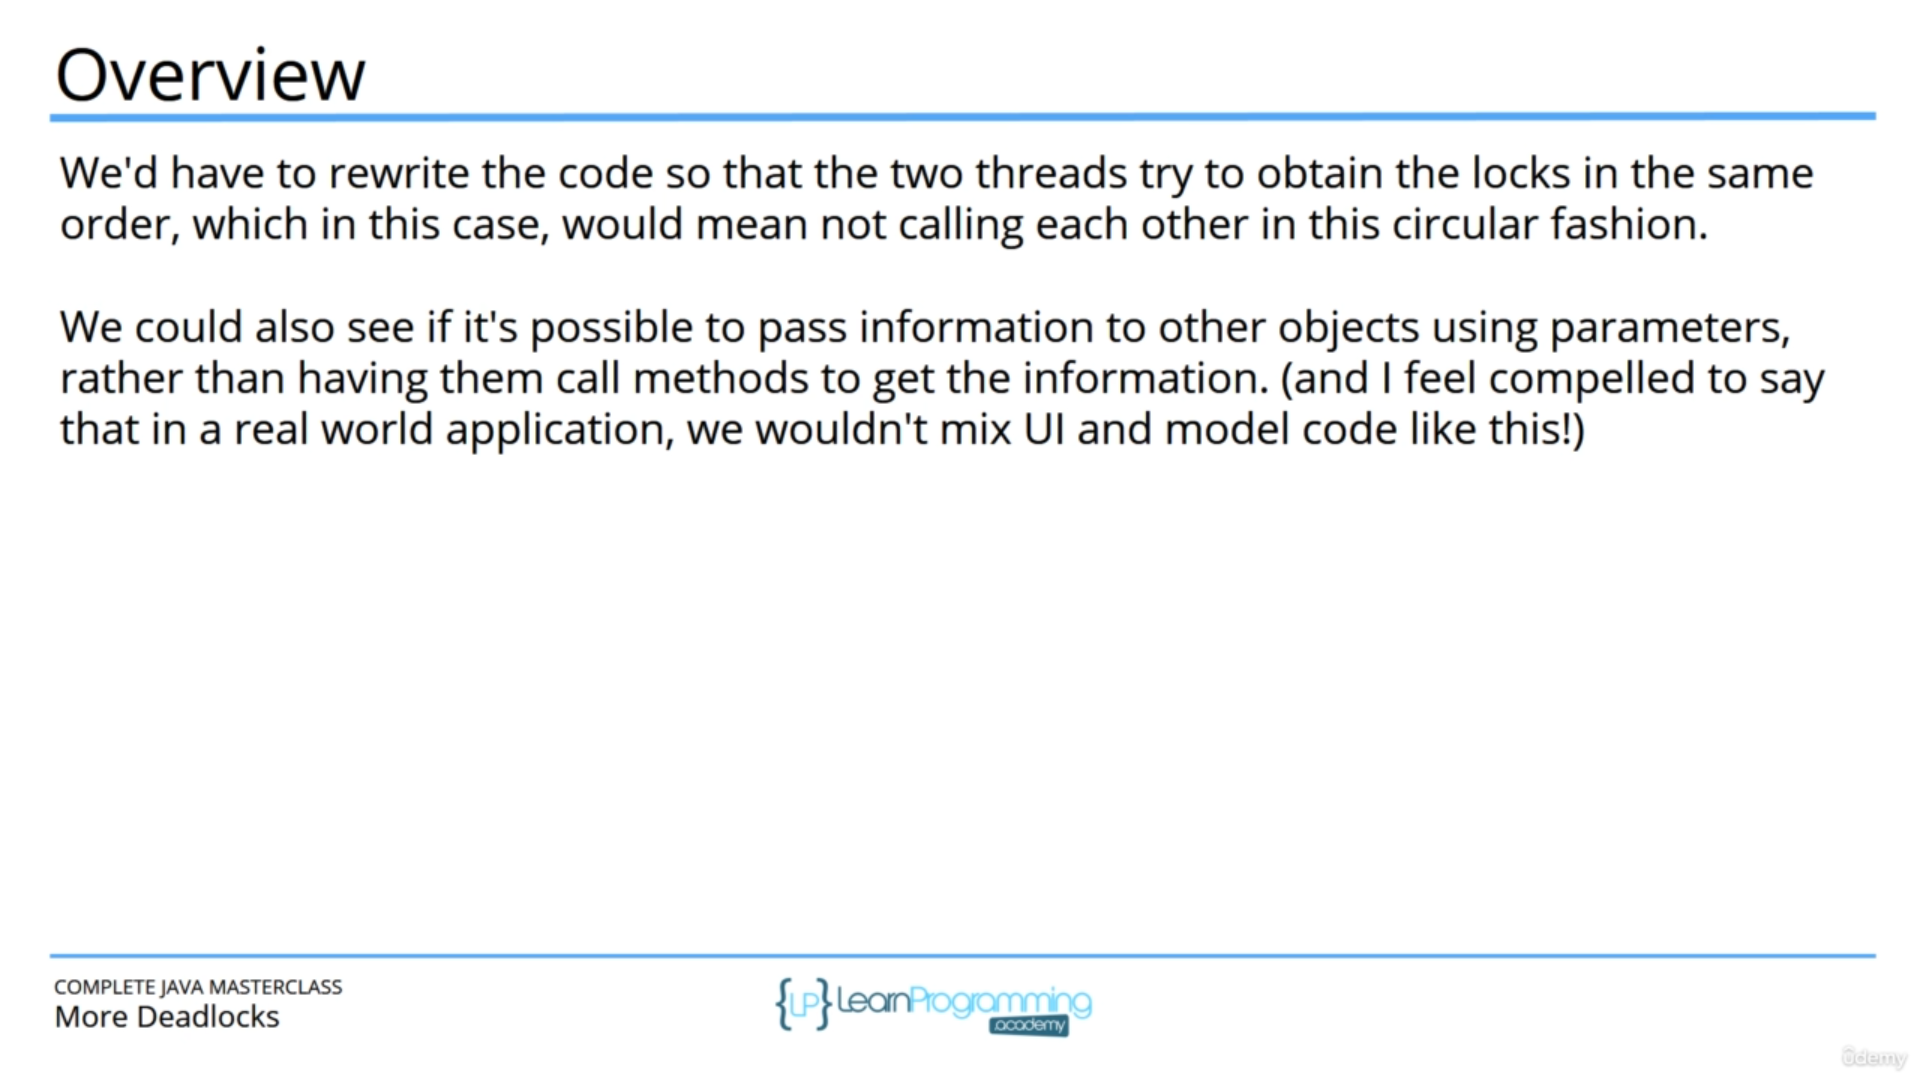 Overview
We'd have to rewrite the code so that the two threads try to obtain the locks in the same
order, which in this case, would mean not calling each other in this circular fashion.
We could also see if it's possible to pass information to other objects using parameters,
rather than having them call methods to get the information. (and I feel compelled to say
that in a real world application, we wouldn't mix UI and model code like this!)
COMPLETE JAVA MASTERCLASS
More Deadlocks
{LP} LearnProgramming
academy
ûdemy